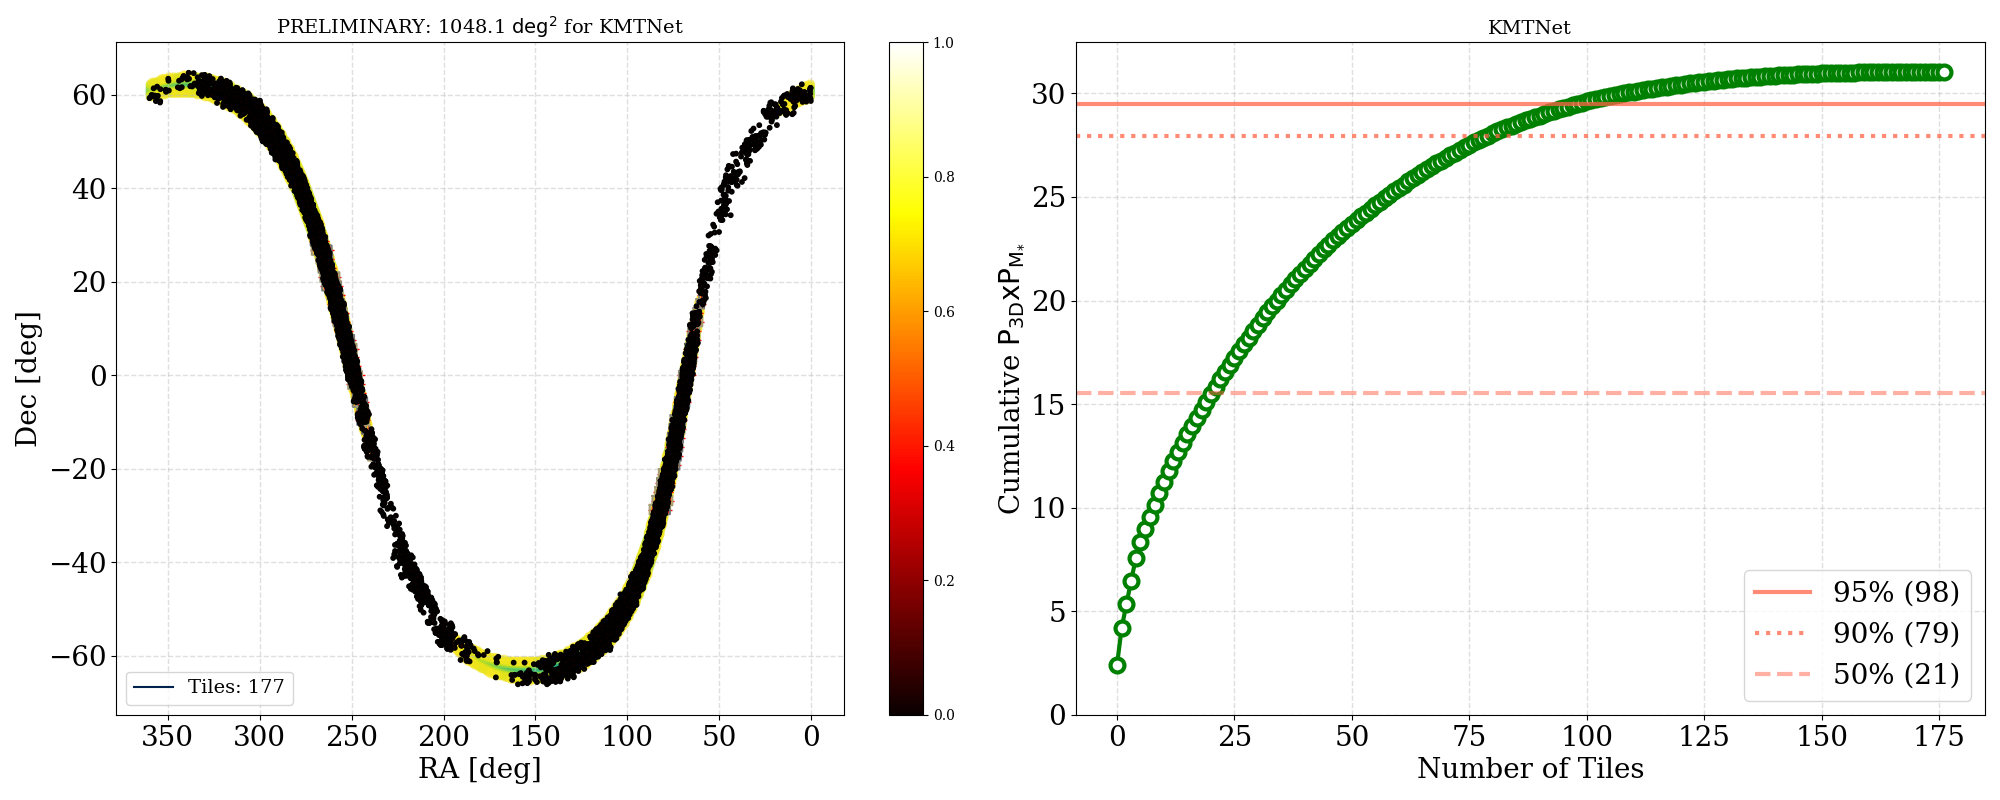 PRELIMINARY: 1048.1 deg² for KMTNet
60
40
20
0
−20
−40
−60
Dec [deg]
350 300 250 200 150 100 50 0
RA [deg]
Tiles: 177
1.0
0.8
0.6
0.4
0.2
0.0
KMTNet
30
25
20
15
10
5
0
Cumulative P_3DxP_M*
0 25 50 75 100 125 150 175
Number of Tiles
95% (98)
90% (79)
50% (21)